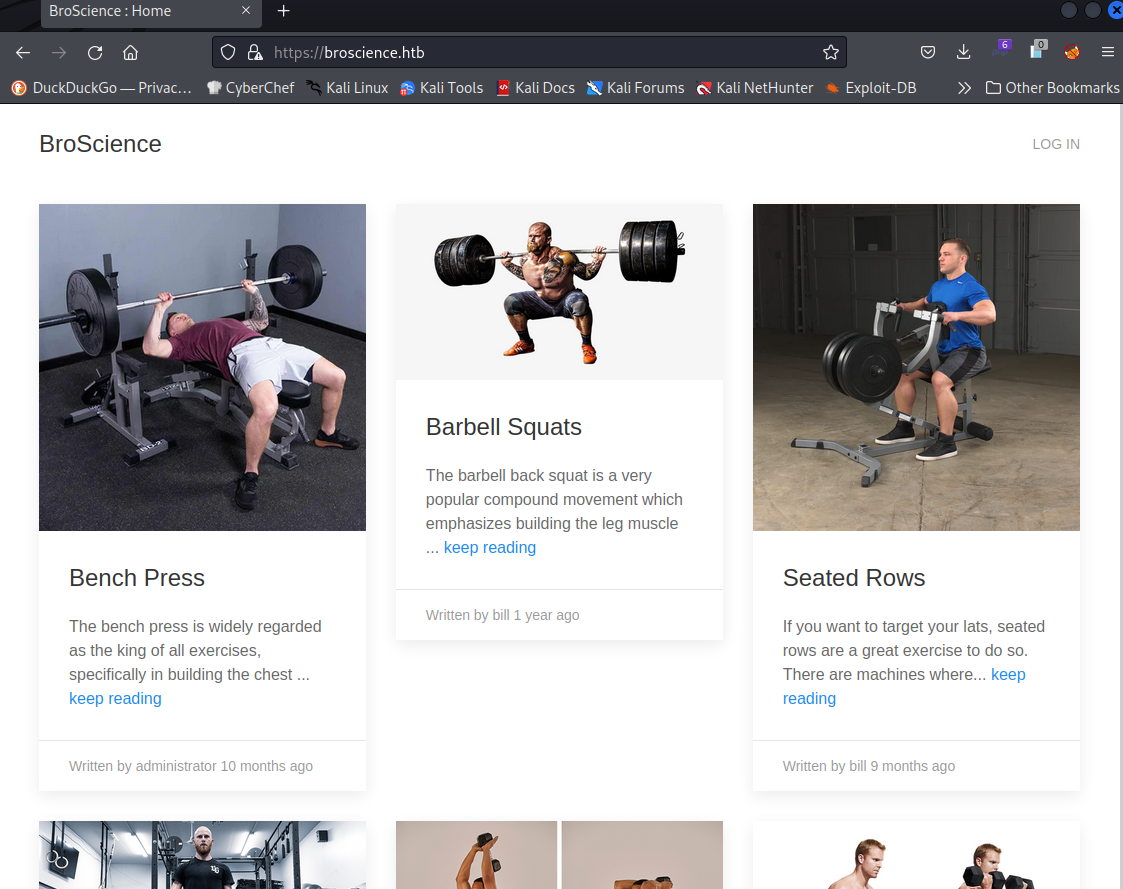 BroScience : Home
6
0
https://broscience.htb
DuckDuckGo — Privac…
CyberChef
Kali Linux
Kali Tools
Kali Docs
Kali Forums
Kali NetHunter
Exploit-DB
Other Bookmarks
BroScience
LOG IN
Bench Press
The bench press is widely regarded
as the king of all exercises,
specifically in building the chest ...
keep reading
Written by administrator 10 months ago
Barbell Squats
The barbell back squat is a very
popular compound movement which
emphasizes building the leg muscle
... keep reading
Written by bill 1 year ago
Seated Rows
If you want to target your lats, seated
rows are a great exercise to do so.
There are machines where... keep
reading
Written by bill 9 months ago